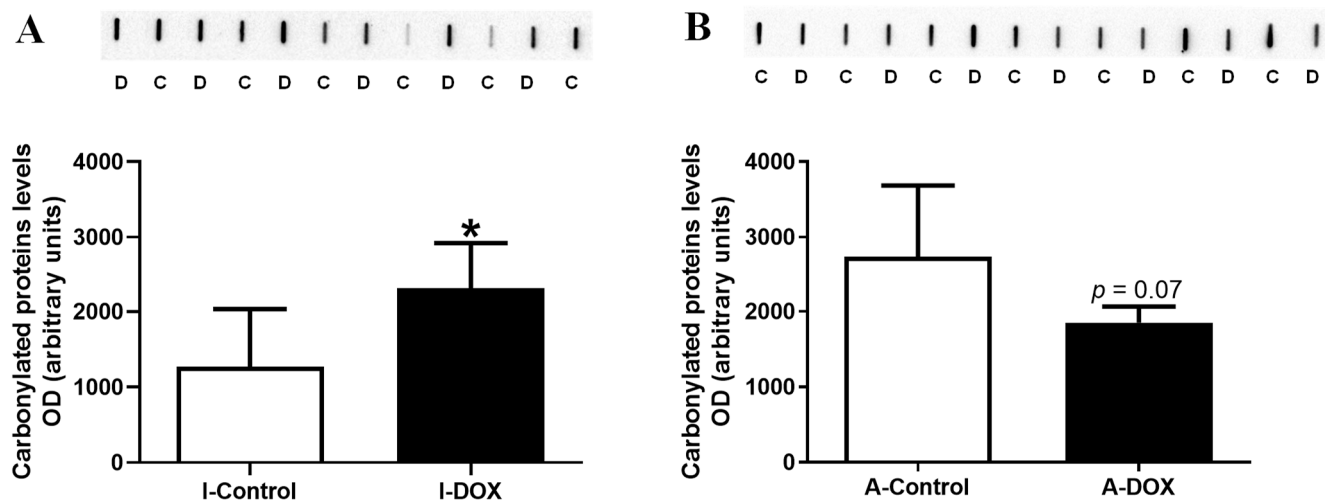 A
D C D C D C D C D C D C
Carbonylated proteins levels
OD (arbitrary units)
4000
3000
2000
1000
0
*
I-Control I-DOX
B
C D C D C D C D C D C D C D
Carbonylated proteins levels
OD (arbitrary units)
4000
3000
2000
1000
0
p = 0.07
A-Control A-DOX